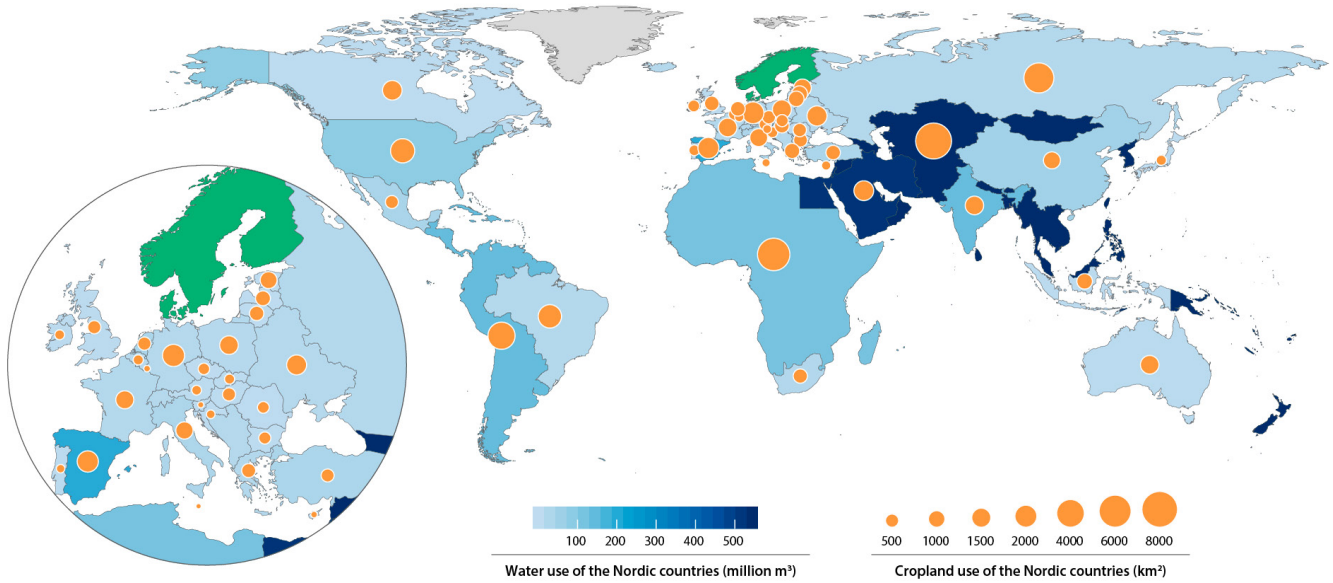 100 200 300 400 500
Water use of the Nordic countries (million m³)
500 1000 1500 2000 4000 6000 8000
Cropland use of the Nordic countries (km²)